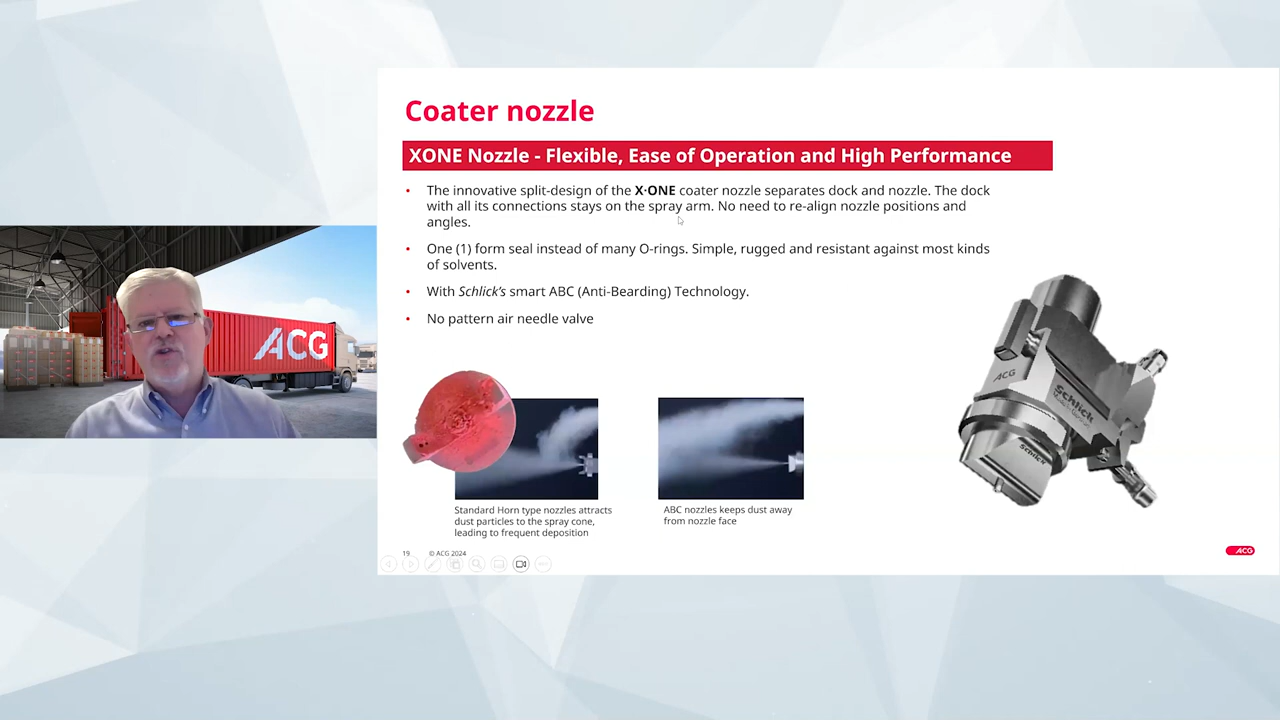 Coater nozzle
XONE Nozzle - Flexible, Ease of Operation and High Performance
• The innovative split-design of the X·ONE coater nozzle separates dock and nozzle. The dock
with all its connections stays on the spray arm. No need to re-align nozzle positions and
angles.
• One (1) form seal instead of many O-rings. Simple, rugged and resistant against most kinds
of solvents.
• With Schlick's smart ABC (Anti-Bearding) Technology.
• No pattern air needle valve
ACG
ACG
Schlick
Schlick
Standard Horn type nozzles attracts
dust particles to the spray cone,
leading to frequent deposition
ABC nozzles keeps dust away
from nozzle face
19 © ACG 2024
ACG